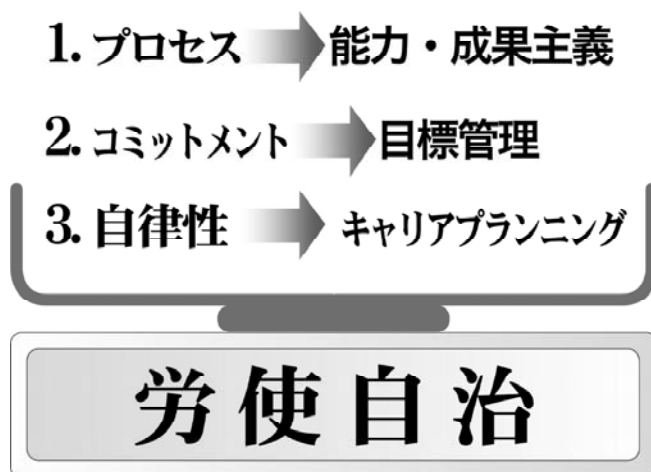 1. プロセス 能力・成果主義
2. コミットメント 目標管理
3. 自律性 キャリアプランニング
労使自治